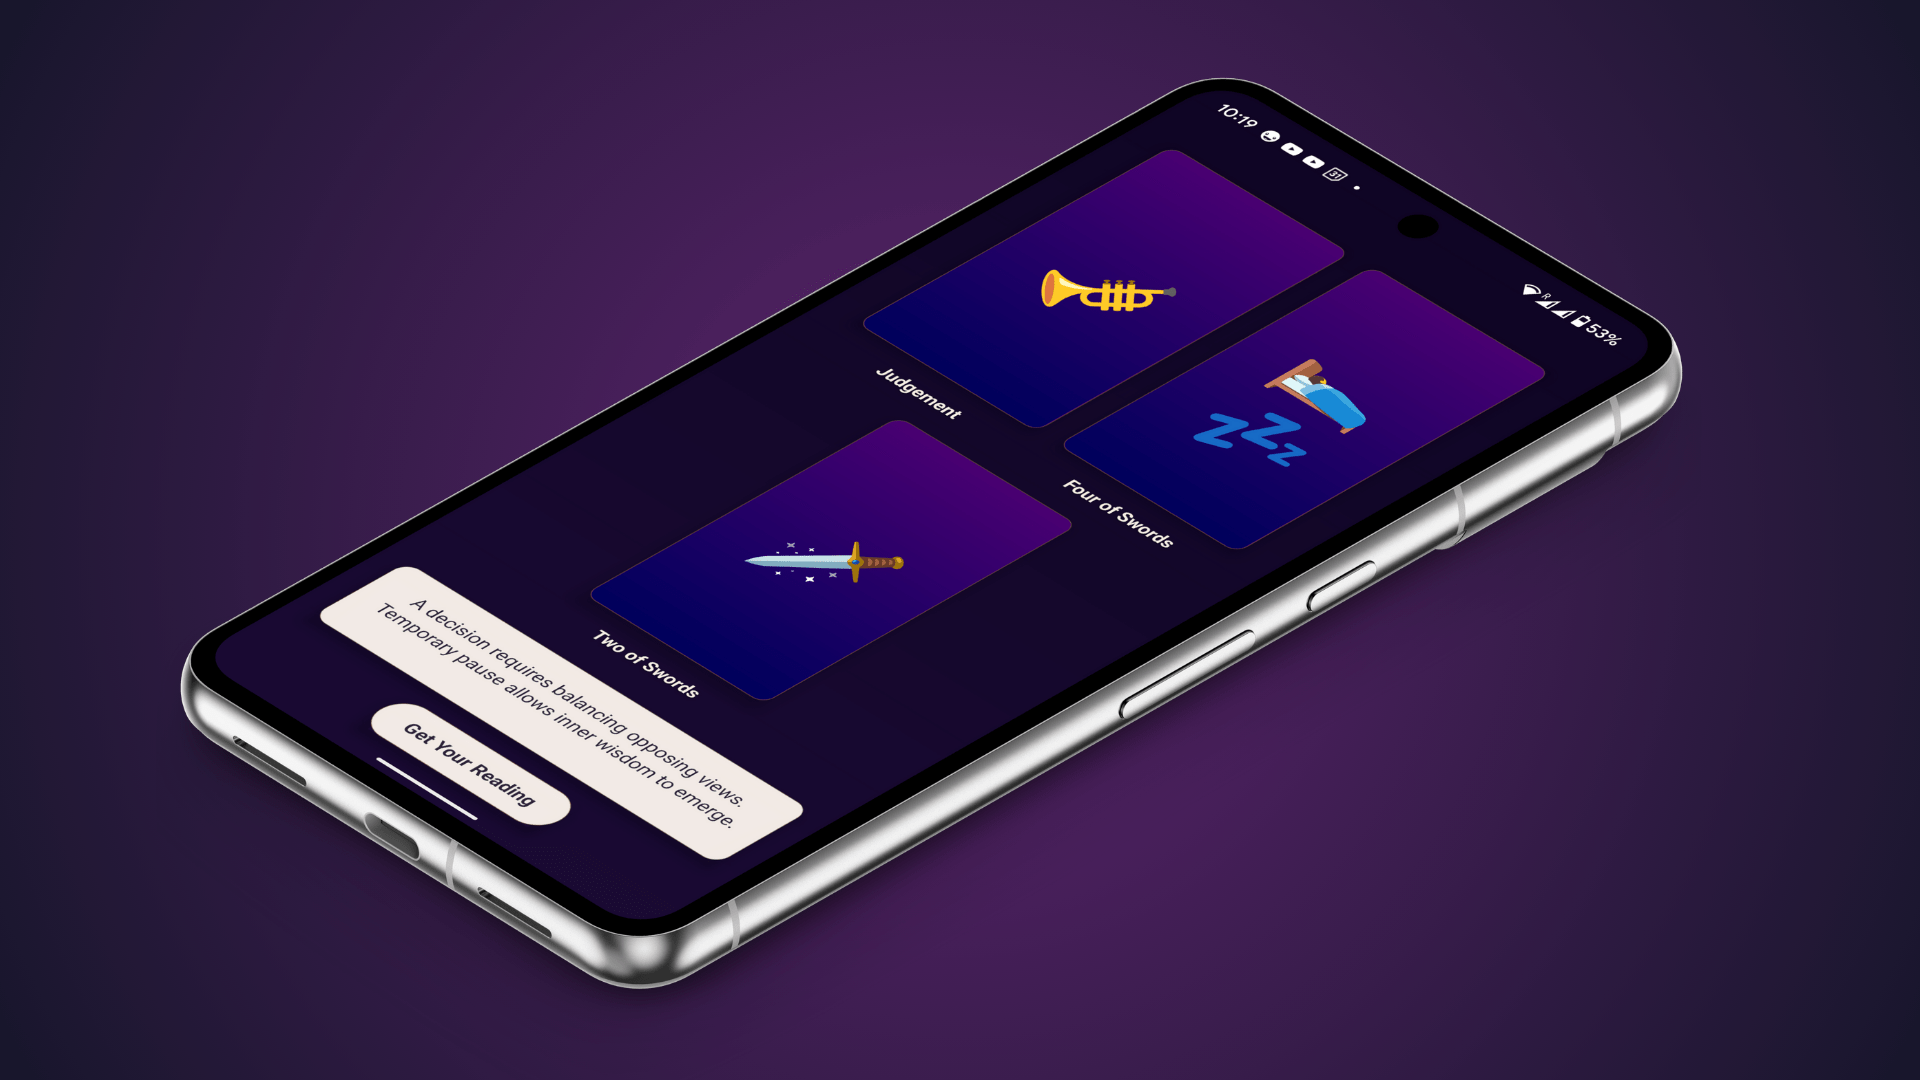 10:19
31
R
53%
Judgement
Four of Swords
Two of Swords
A decision requires balancing opposing views.
Temporary pause allows inner wisdom to emerge.
Get Your Reading